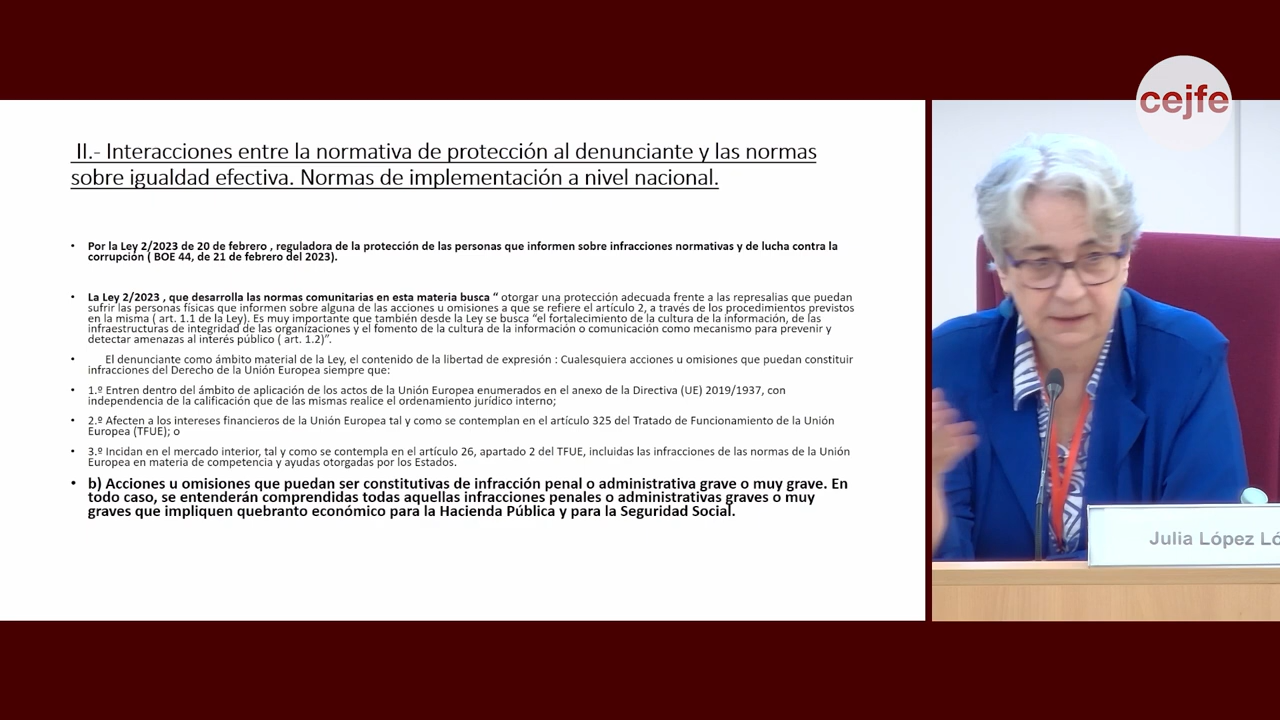 cejfe
II.- Interacciones entre la normativa de protección al denunciante y las normas
sobre igualdad efectiva. Normas de implementación a nivel nacional.
• Por la Ley 2/2023 de 20 de febrero , reguladora de la protección de las personas que informen sobre infracciones normativas y de lucha contra la
corrupción ( BOE 44, de 21 de febrero del 2023).
• La Ley 2/2023 , que desarrolla las normas comunitarias en esta materia busca “ otorgar una protección adecuada frente a las represalias que puedan
sufrir las personas físicas que informen sobre alguna de las acciones u omisiones a que se refiere el artículo 2, a través de los procedimientos previstos
en la misma ( art. 1.1 de la Ley). Es muy importante que también desde la Ley se busca “el fortalecimiento de la cultura de la información, de las
infraestructuras de integridad de las organizaciones y el fomento de la cultura de la información o comunicación como mecanismo para prevenir y
detectar amenazas al interés público ( art. 1.2)”.
• El denunciante como ámbito material de la Ley, el contenido de la libertad de expresión : Cualesquiera acciones u omisiones que puedan constituir
infracciones del Derecho de la Unión Europea siempre que:
• 1.º Entren dentro del ámbito de aplicación de los actos de la Unión Europea enumerados en el anexo de la Directiva (UE) 2019/1937, con
independencia de la calificación que de las mismas realice el ordenamiento jurídico interno;
• 2.º Afecten a los intereses financieros de la Unión Europea tal y como se contemplan en el artículo 325 del Tratado de Funcionamiento de la Unión
Europea (TFUE); o
• 3.º Incidan en el mercado interior, tal y como se contempla en el artículo 26, apartado 2 del TFUE, incluidas las infracciones de las normas de la Unión
Europea en materia de competencia y ayudas otorgadas por los Estados.
• b) Acciones u omisiones que puedan ser constitutivas de infracción penal o administrativa grave o muy grave. En
todo caso, se entenderán comprendidas todas aquellas infracciones penales o administrativas graves o muy
graves que impliquen quebranto económico para la Hacienda Pública y para la Seguridad Social.
Julia López Ló